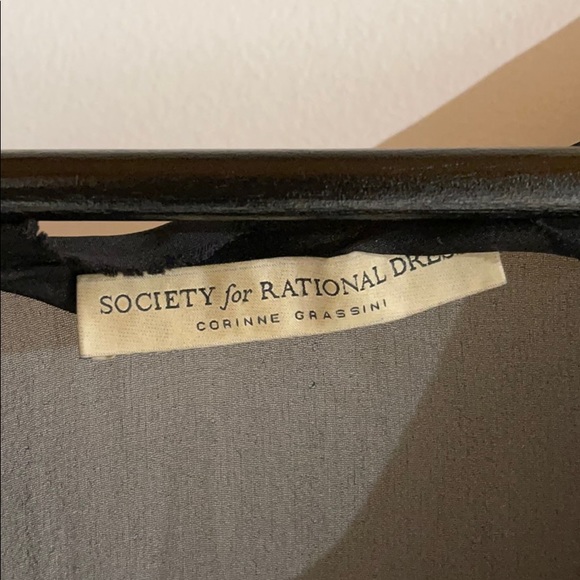 SOCIETY for RATIONAL DRES
CORINNE GRASSINI